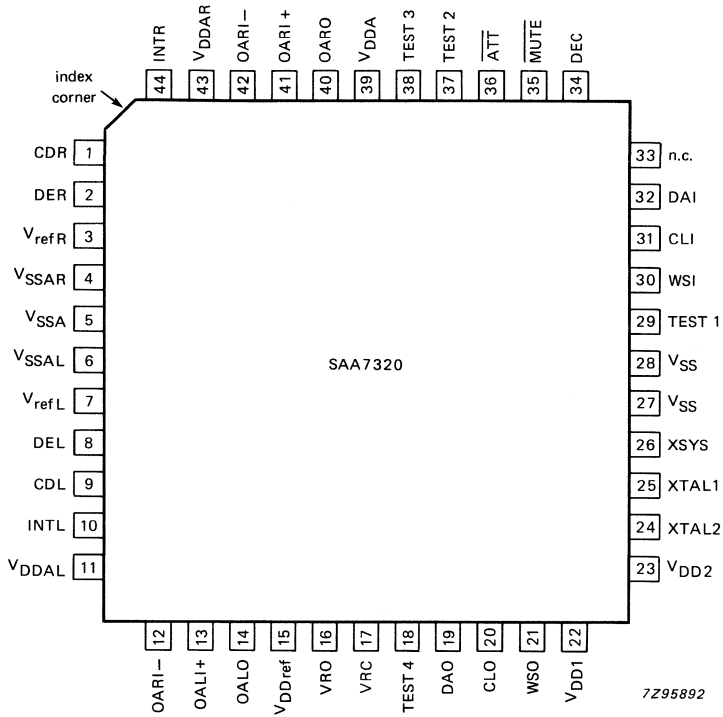 44 INTR
43 VDDAR
42 OARI−
41 OARI+
40 OARO
39 VDDA
38 TEST 3
37 TEST 2
36 ATT
35 MUTE
34 DEC
index
corner
CDR 1
DER 2
VrefR 3
VSSAR 4
VSSA 5
VSSAL 6
VrefL 7
DEL 8
CDL 9
INTL 10
VDDAL 11
SAA7320
33 n.c.
32 DAI
31 CLI
30 WSI
29 TEST 1
28 VSS
27 VSS
26 XSYS
25 XTAL1
24 XTAL2
23 VDD2
OARI− 12
OALI+ 13
OALO 14
VDDref 15
VRO 16
VRC 17
TEST 4 18
DAO 19
CLO 20
WSO 21
VDD1 22
7Z95892